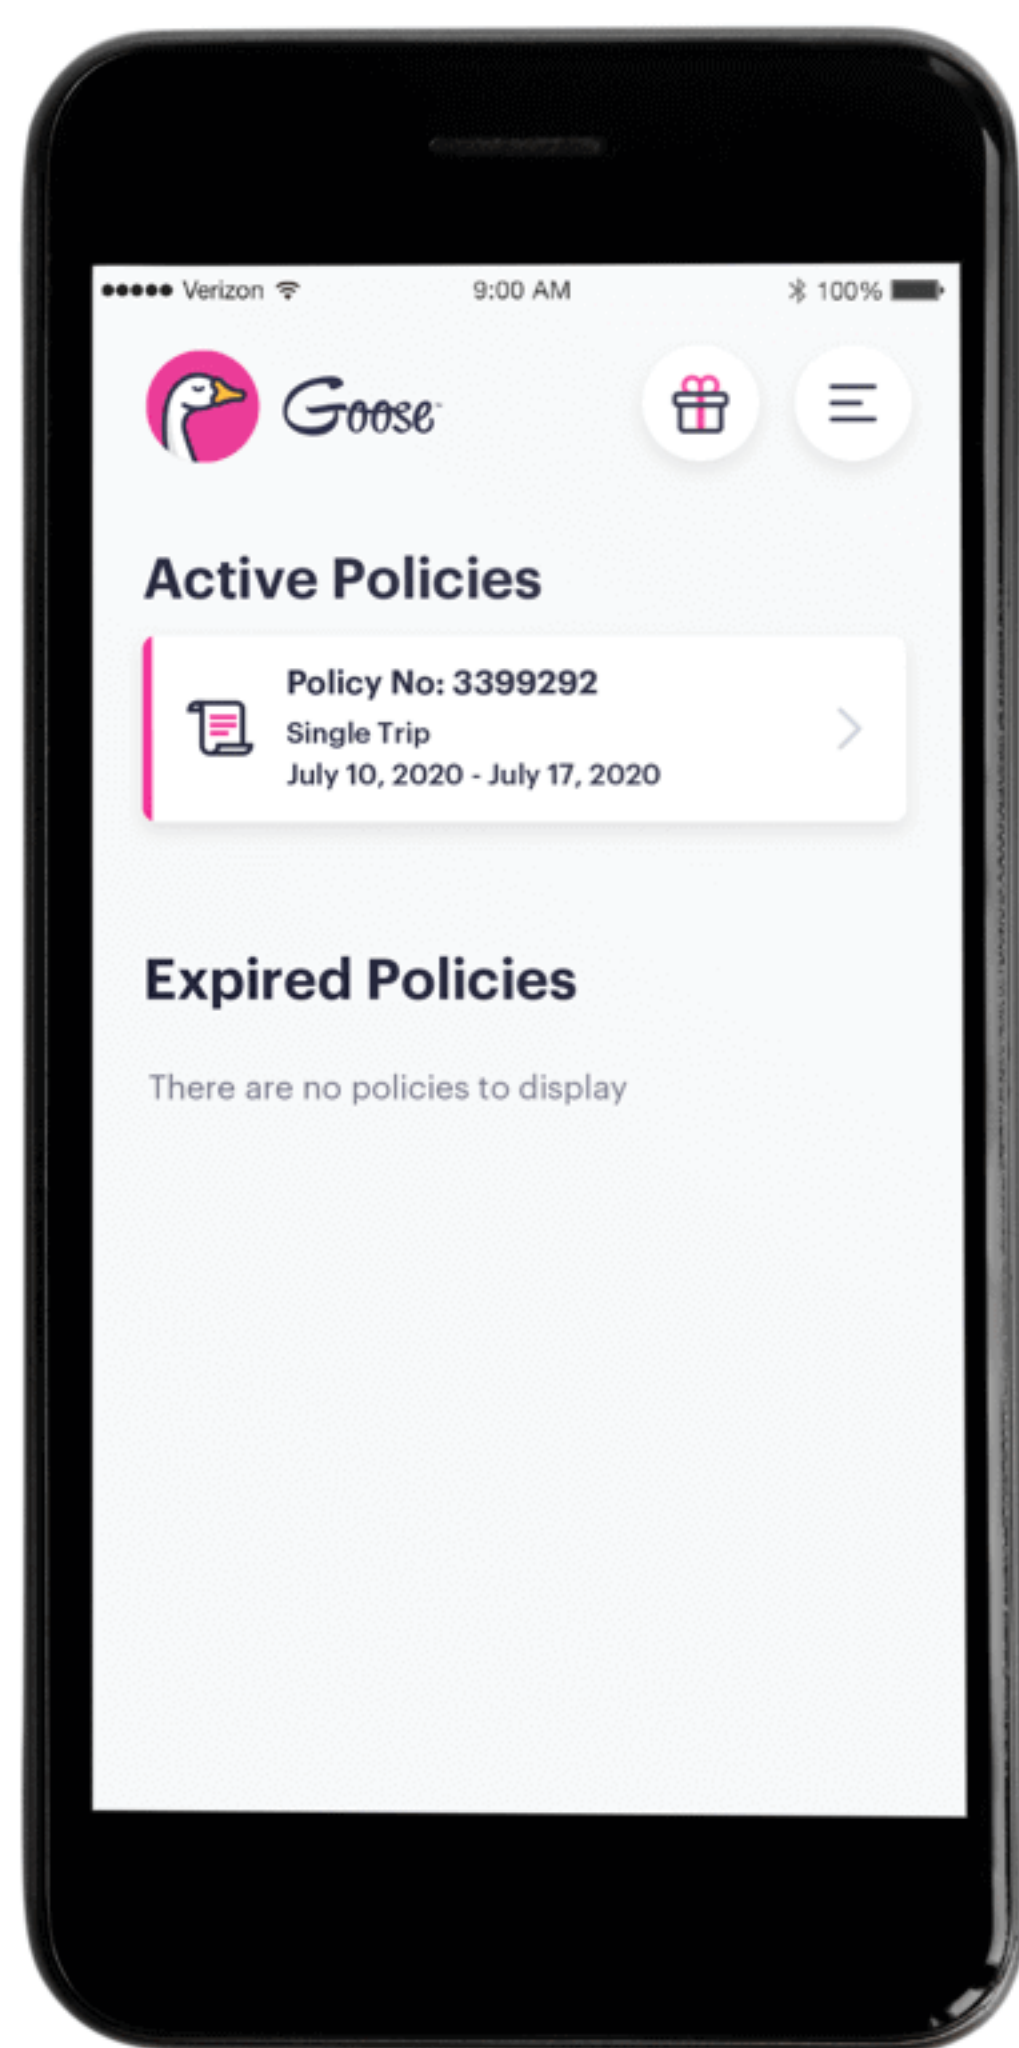 Verizon 9:00 AM 100%
Goose™
Active Policies
Policy No: 3399292
Single Trip
July 10, 2020 - July 17, 2020
Expired Policies
There are no policies to display